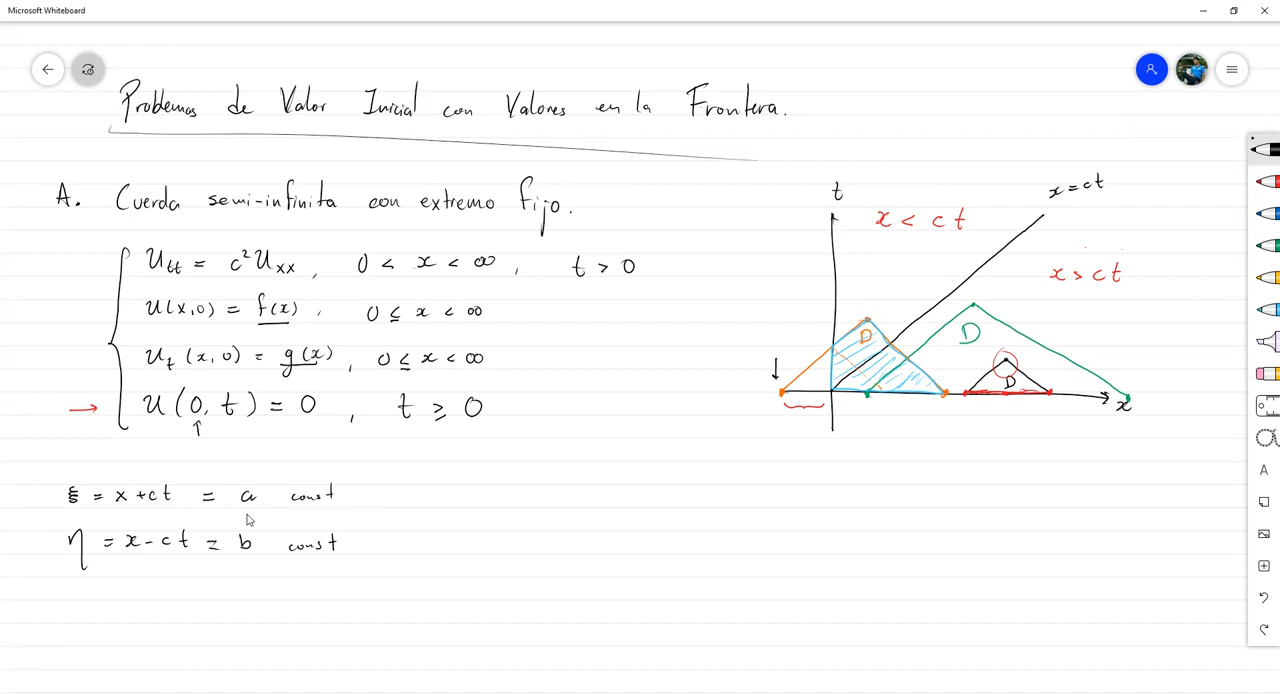 Microsoft Whiteboard
Problemas de Valor Inicial con Valores en la Frontera.
A. Cuerda semi-infinita con extremo fijo.
Utt = c²Uxx, 0 < x < ∞, t > 0
U(x,0) = f(x), 0 ≤ x < ∞
Ut(x,0) = g(x), 0 ≤ x < ∞
→ U(0,t) = 0, t ≥ 0
↑
ξ = x+ct = a const
η = x-ct = b const
t
x = ct
x < ct
x > ct
D
D
D
x
A